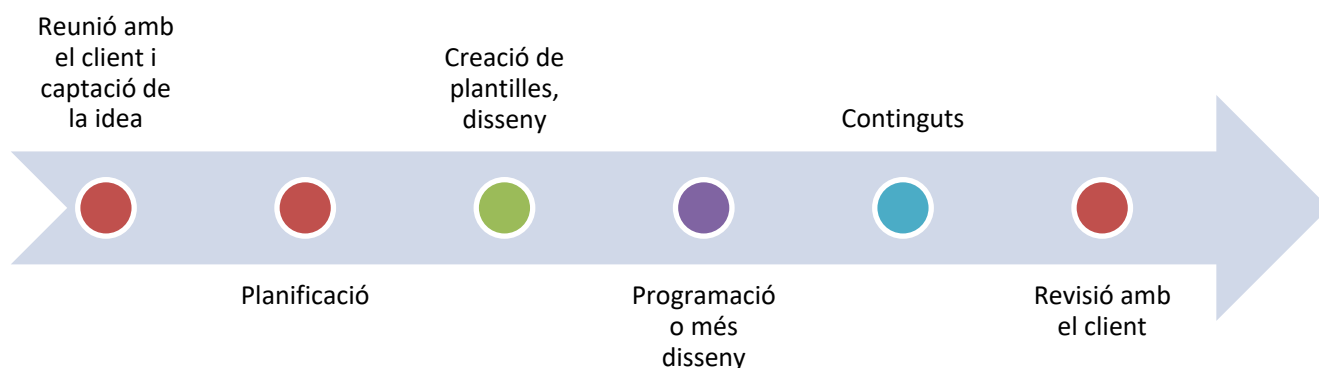 Reunió amb
el client i
captació de
la idea
Planificació
Creació de
plantilles,
disseny
Programació
o més
disseny
Continguts
Revisió amb
el client